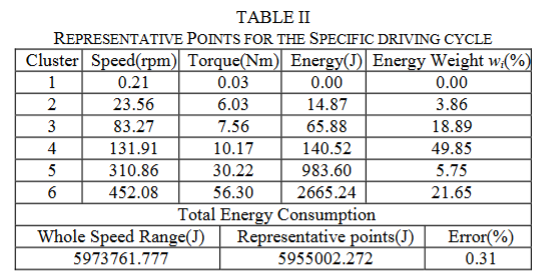 TABLE II
REPRESENTATIVE POINTS FOR THE SPECIFIC DRIVING CYCLE
Cluster Speed(rpm) Torque(Nm) Energy(J) Energy Weight wi(%)
1 0.21 0.03 0.00 0.00
2 23.56 6.03 14.87 3.86
3 83.27 7.56 65.88 18.89
4 131.91 10.17 140.52 49.85
5 310.86 30.22 983.60 5.75
6 452.08 56.30 2665.24 21.65
Total Energy Consumption
Whole Speed Range(J) Representative points(J) Error(%)
5973761.777 5955002.272 0.31